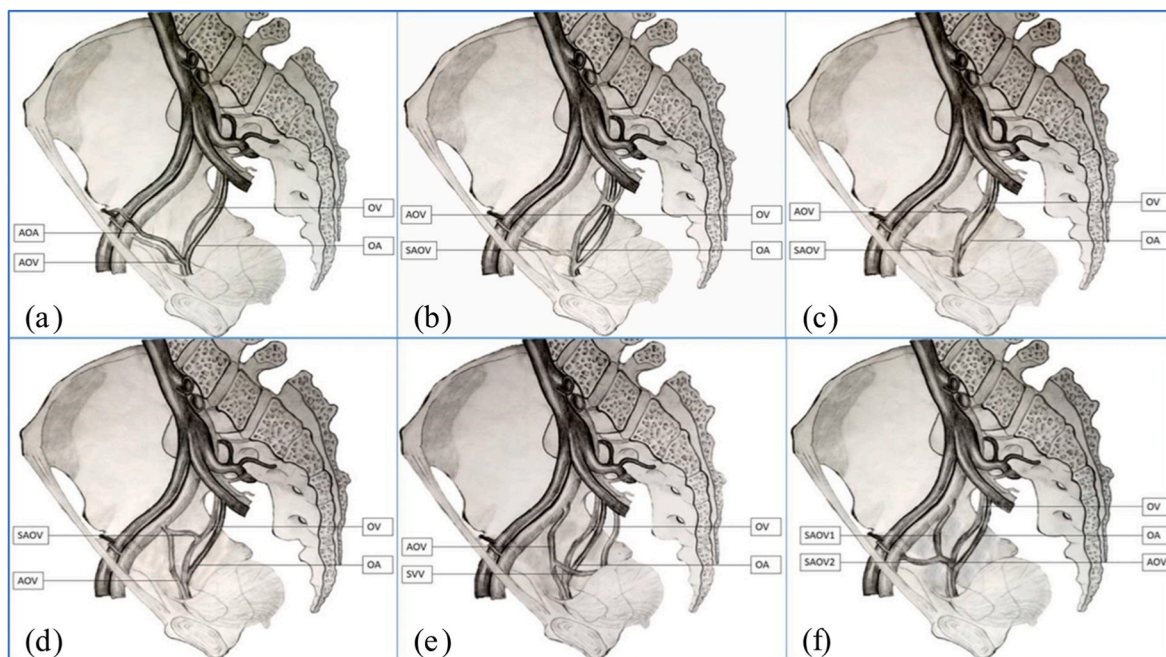 OV
AOA
OA
AOV
(a)
AOV
OV
SAOV
OA
(b)
AOV
OV
SAOV
OA
(c)
OV
SAOV
OA
AOV
(d)
OV
AOV
OA
SVV
(e)
OV
SAOV1
OA
SAOV2
AOV
(f)